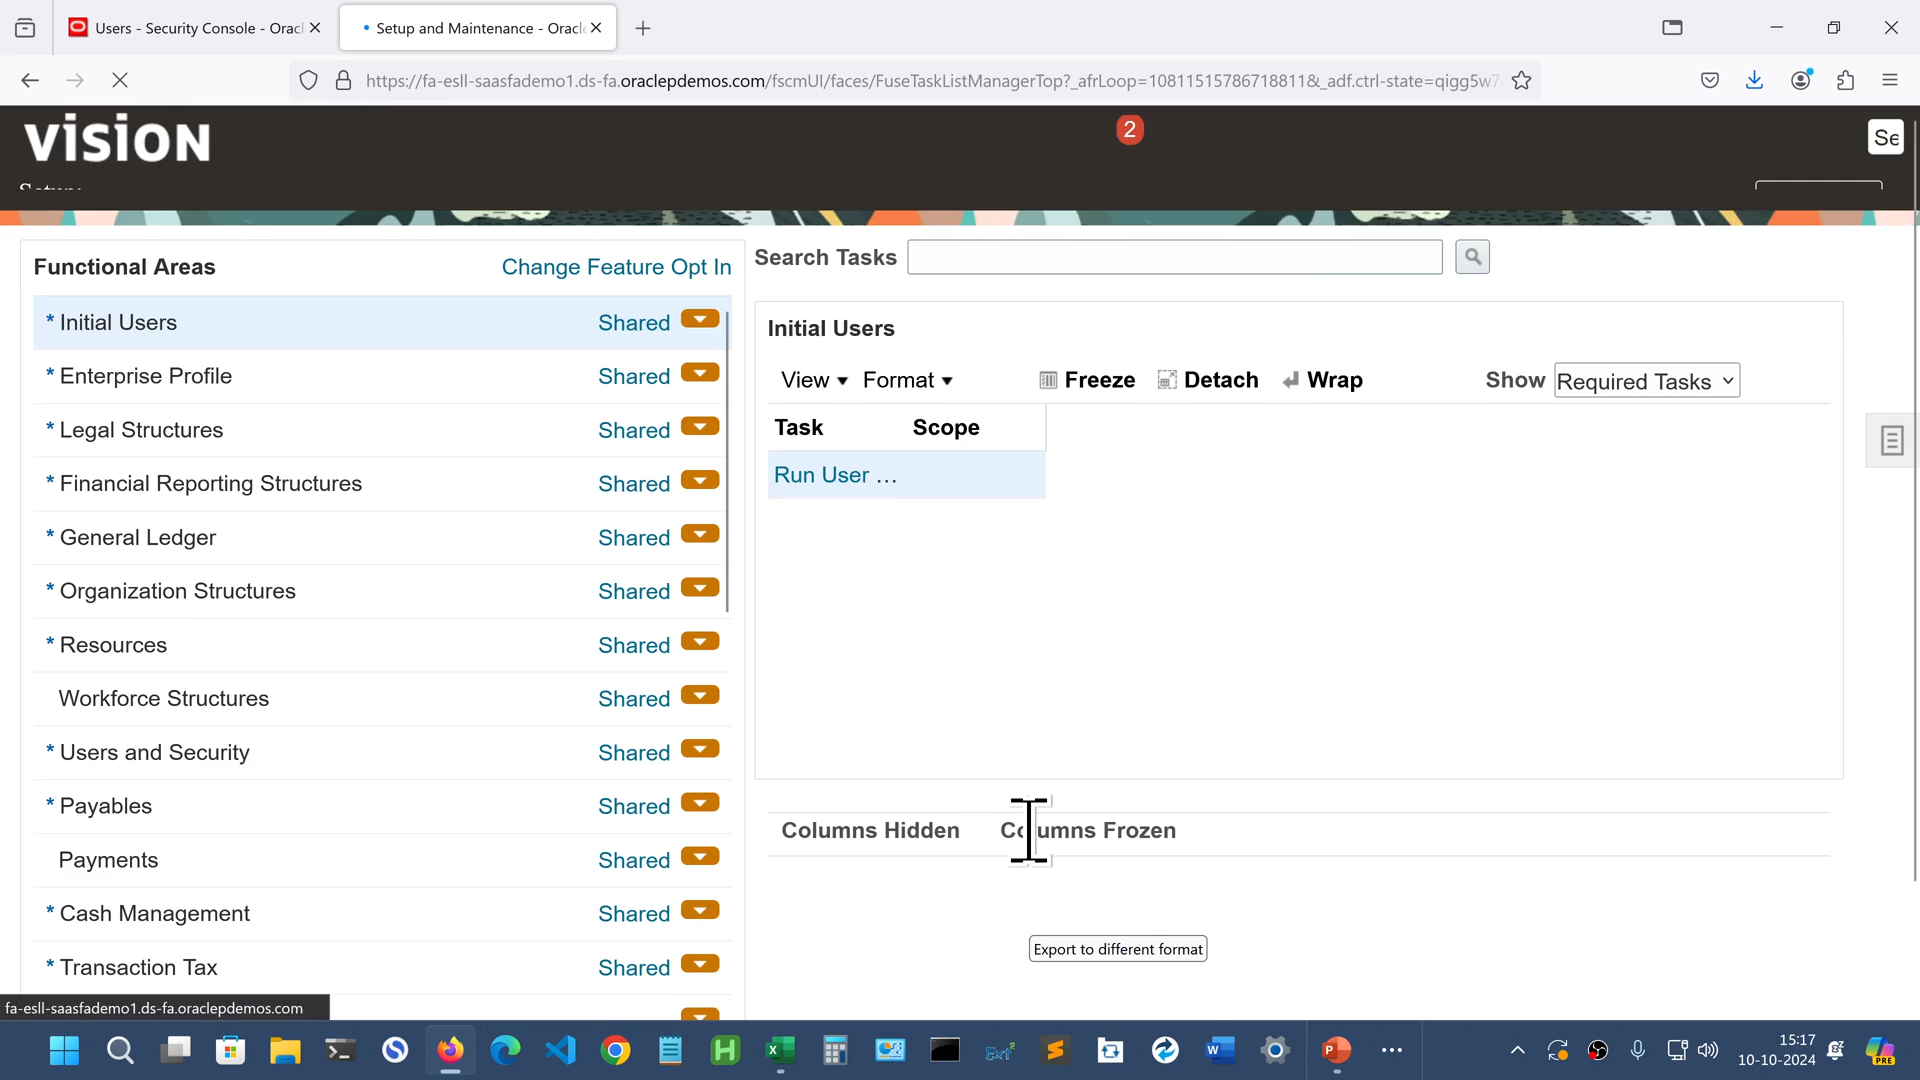 Users - Security Console - Orac
Setup and Maintenance - Oracle
https://fa-esll-saasfademo1.ds-fa.oraclepdemos.com/fscmUI/faces/FuseTaskListManagerTop?_afrLoop=10811515786718811&_adf.ctrl-state=qigg5w7
VISION
2
Se
Functional Areas
Change Feature Opt In
Search Tasks
* Initial Users Shared
* Enterprise Profile Shared
* Legal Structures Shared
* Financial Reporting Structures Shared
* General Ledger Shared
* Organization Structures Shared
* Resources Shared
Workforce Structures Shared
* Users and Security Shared
* Payables Shared
Payments Shared
* Cash Management Shared
* Transaction Tax Shared
Initial Users
View Format Freeze Detach Wrap Show Required Tasks
Task Scope
Run User ...
Columns Hidden Columns Frozen
Export to different format
fa-esll-saasfademo1.ds-fa.oraclepdemos.com
15:17
10-10-2024